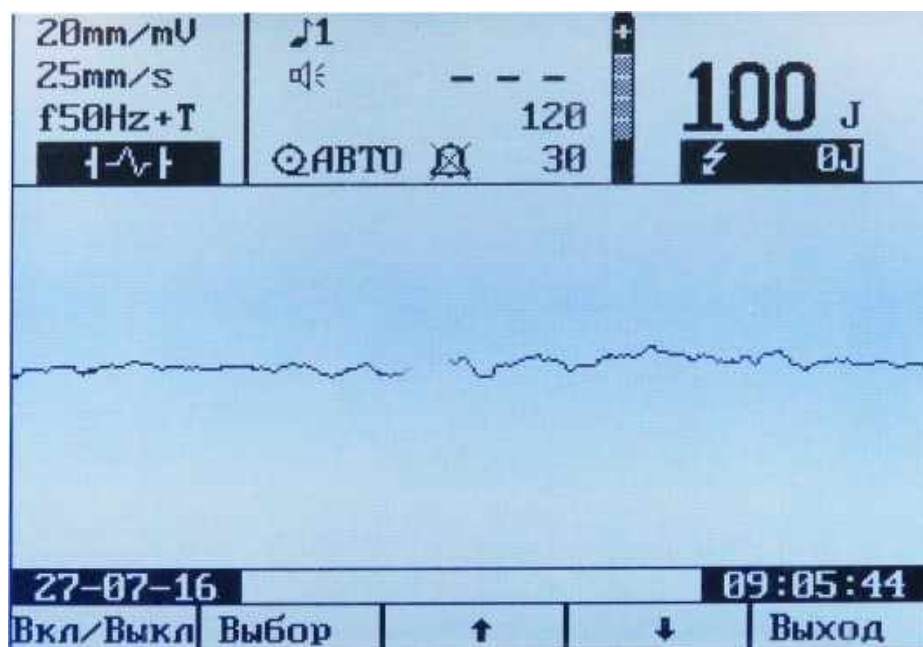 20mm/mV
25mm/s
f50Hz+T
1
- - -
120
АВТО 30
+
100 J
0J
27-07-16 09:05:44
Вкл/Выкл Выбор ↑ ↓ Выход